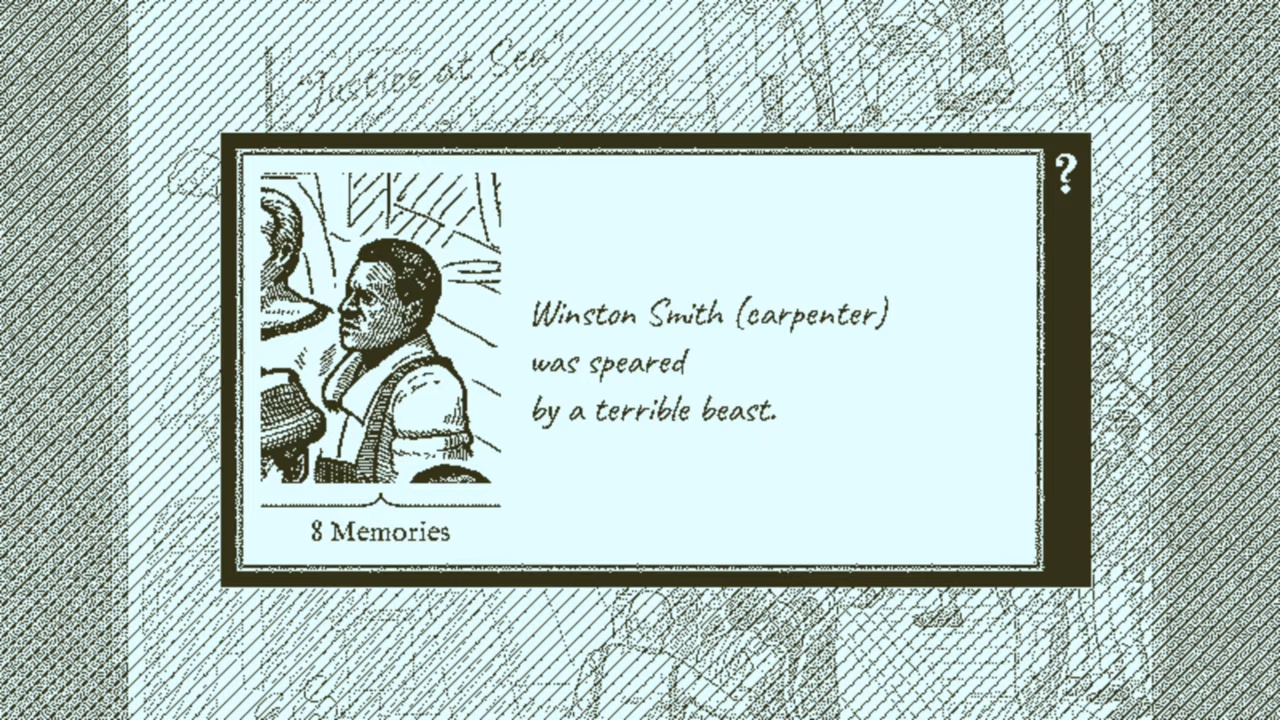 Justice at Sea
?
Winston Smith (carpenter)
was speared
by a terrible beast.
8 Memories